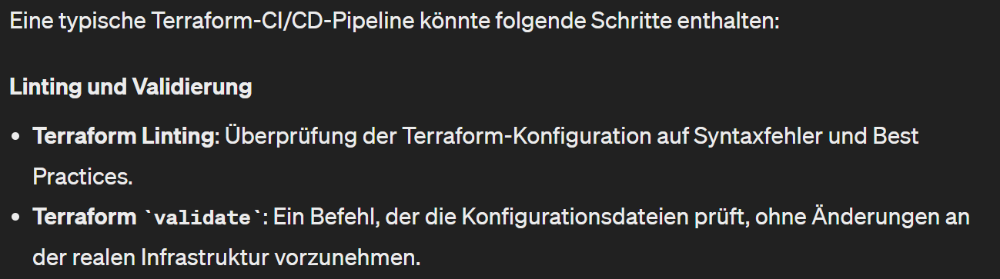 Eine typische Terraform-CI/CD-Pipeline könnte folgende Schritte enthalten:
Linting und Validierung
• Terraform Linting: Überprüfung der Terraform-Konfiguration auf Syntaxfehler und Best
Practices.
• Terraform `validate`: Ein Befehl, der die Konfigurationsdateien prüft, ohne Änderungen an
der realen Infrastruktur vorzunehmen.